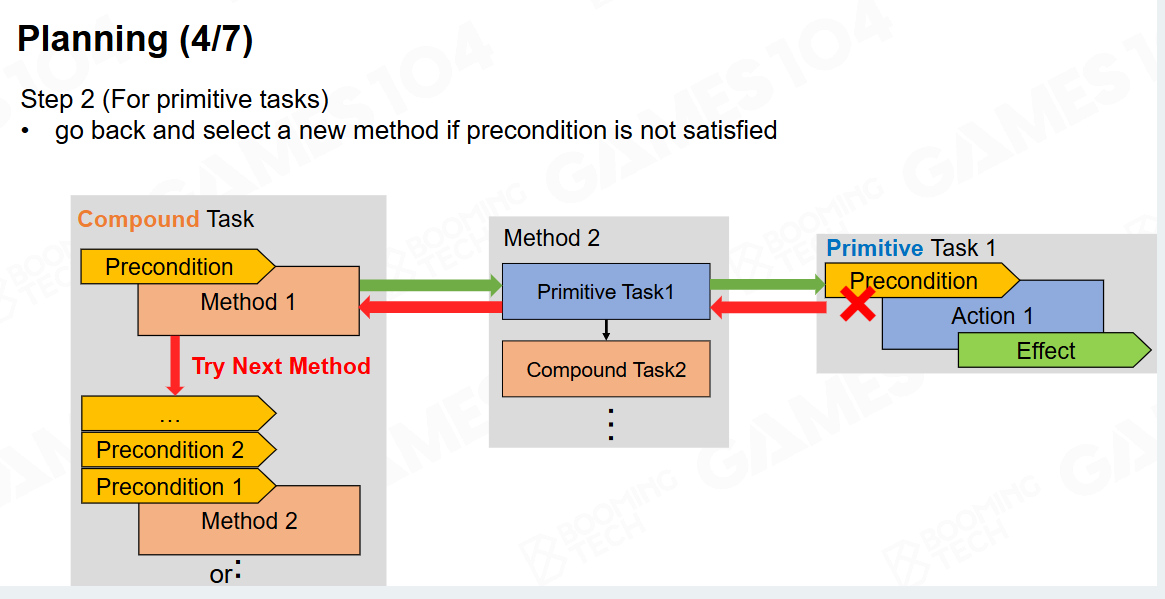 Planning (4/7)
Step 2 (For primitive tasks)
• go back and select a new method if precondition is not satisfied
Compound Task
Precondition
Method 1
Try Next Method
...
Precondition 2
Precondition 1
Method 2
or
Method 2
Primitive Task1
Compound Task2
Primitive Task 1
Precondition
Action 1
Effect
GAMES104
BOOMING
TECH